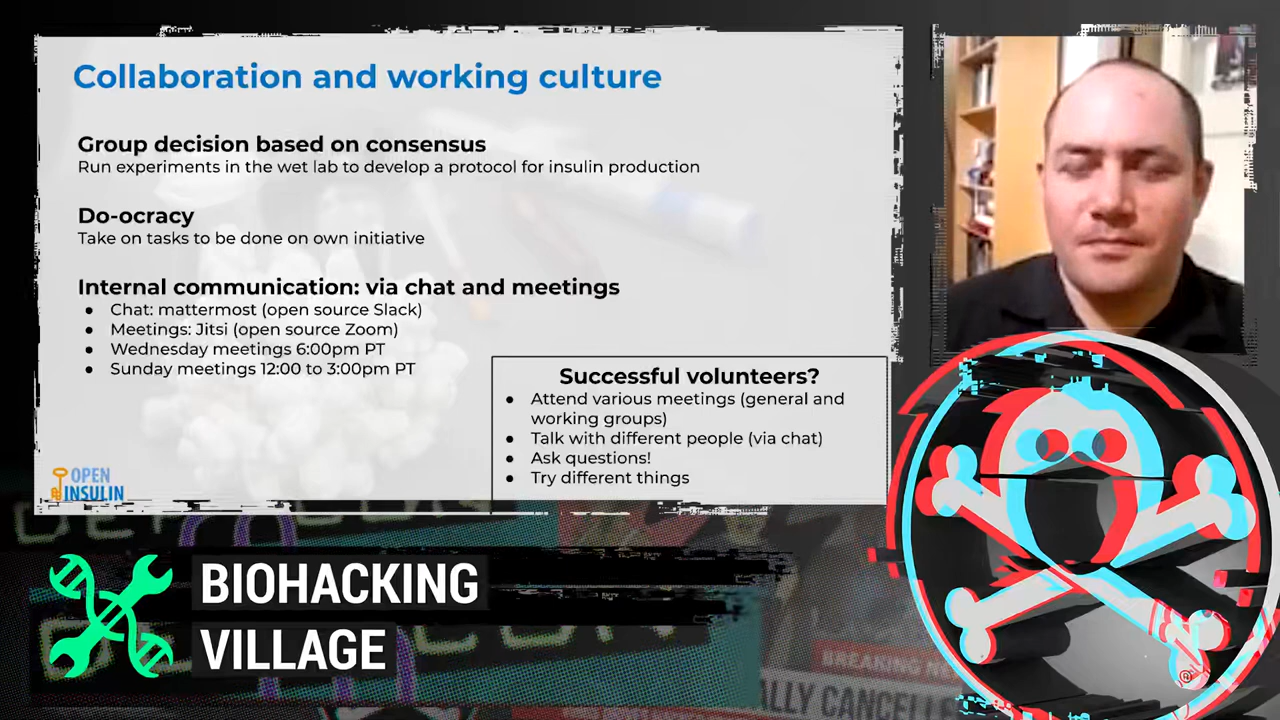 Collaboration and working culture
Group decision based on consensus
Run experiments in the wet lab to develop a protocol for insulin production
Do-ocracy
Take on tasks to be done on own initiative
Internal communication: via chat and meetings
● Chat: mattermost (open source Slack)
● Meetings: Jitsi (open source Zoom)
● Wednesday meetings 6:00pm PT
● Sunday meetings 12:00 to 3:00pm PT
Successful volunteers?
● Attend various meetings (general and
working groups)
● Talk with different people (via chat)
● Ask questions!
● Try different things
OPEN
INSULIN
BIOHACKING
VILLAGE
BREAKING
ALLY
®